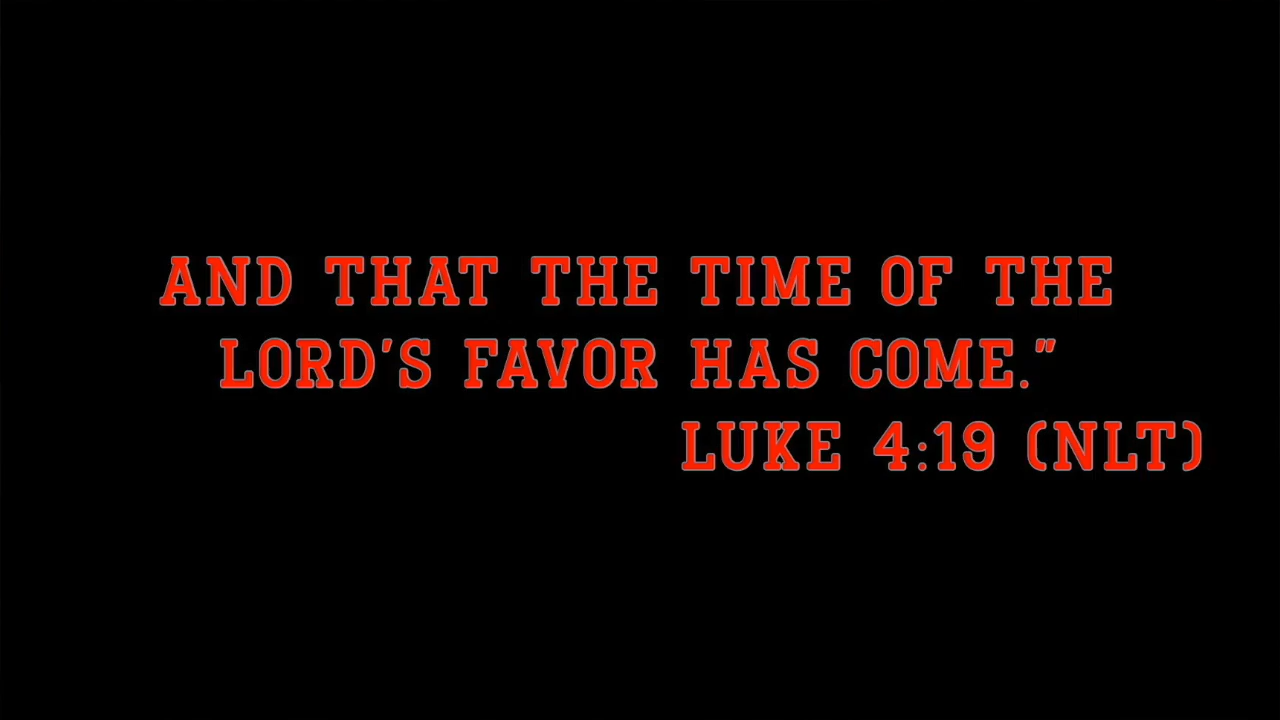 AND THAT THE TIME OF THE
LORD'S FAVOR HAS COME."
LUKE 4:19 (NLT)